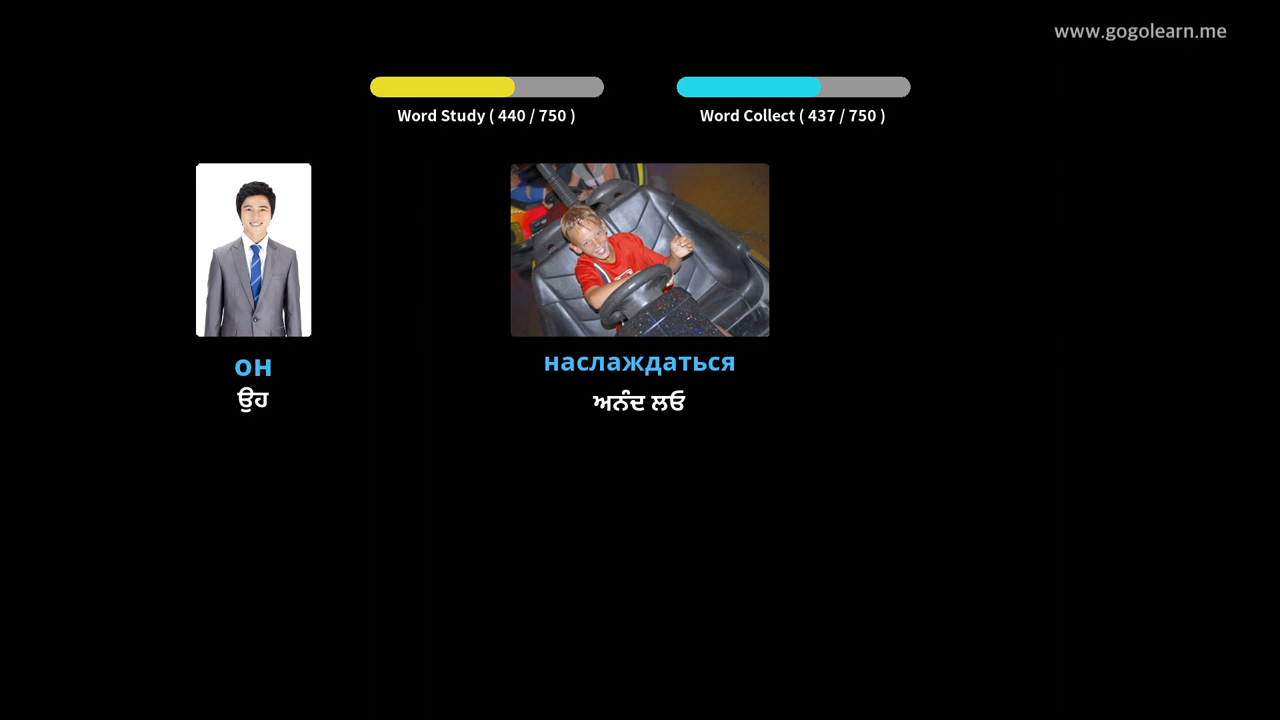 www.gogolearn.me
Word Study ( 440 / 750 )
Word Collect ( 437 / 750 )
он
ਉਹ
наслаждаться
ਅਨੰਦ ਲਓ